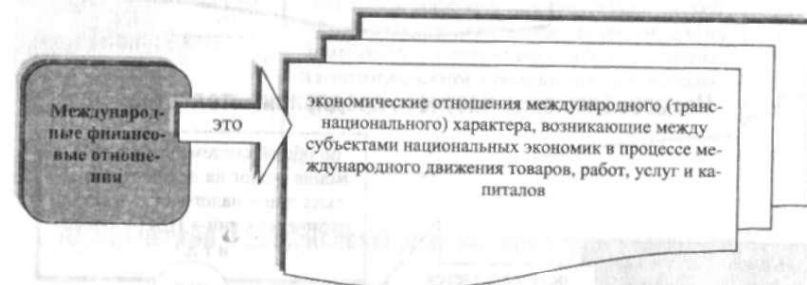 Международ-
ные финансо-
вые отноше-
ния
это
экономические отношения международного (транс-
национального) характера, возникающие между
субъектами национальных экономик в процессе ме-
ждународного движения товаров, работ, услуг и ка-
питалов